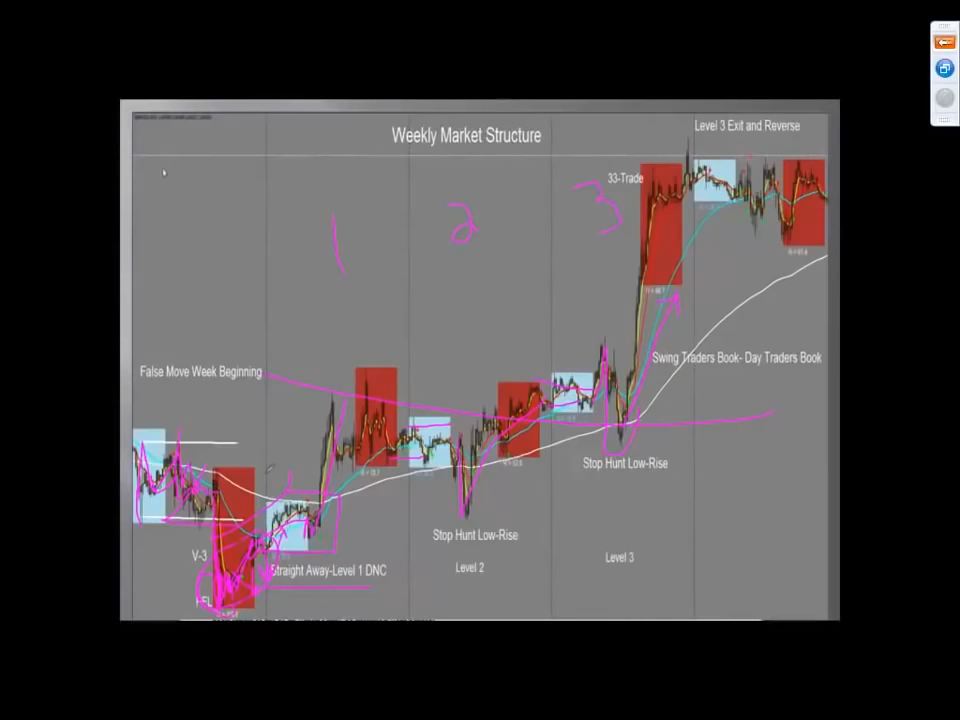 Weekly Market Structure
Level 3 Exit and Reverse
33-Trade
1
2
3
False Move Week Beginning
Swing Traders Book- Day Traders Book
Stop Hunt Low-Rise
Stop Hunt Low-Rise
V-3
Level 3
Straight Away-Level 1 DNC
Level 2